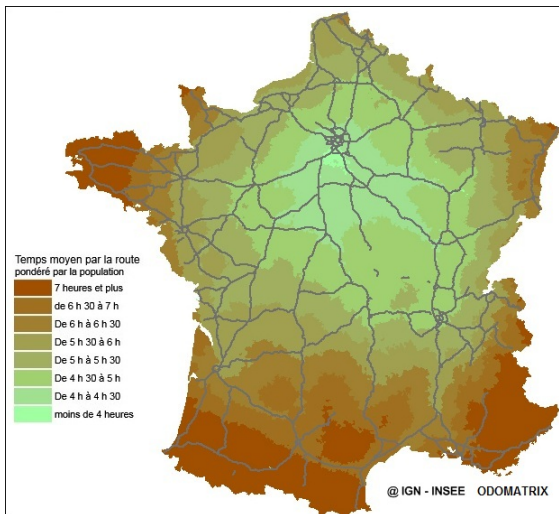 Temps moyen par la route
pondéré par la population
7 heures et plus
de 6 h 30 à 7 h
De 6 h à 6 h 30
De 5 h 30 à 6 h
De 5 h à 5 h 30
De 4 h 30 à 5 h
De 4 h à 4 h 30
moins de 4 heures
@ IGN - INSEE ODOMATRIX